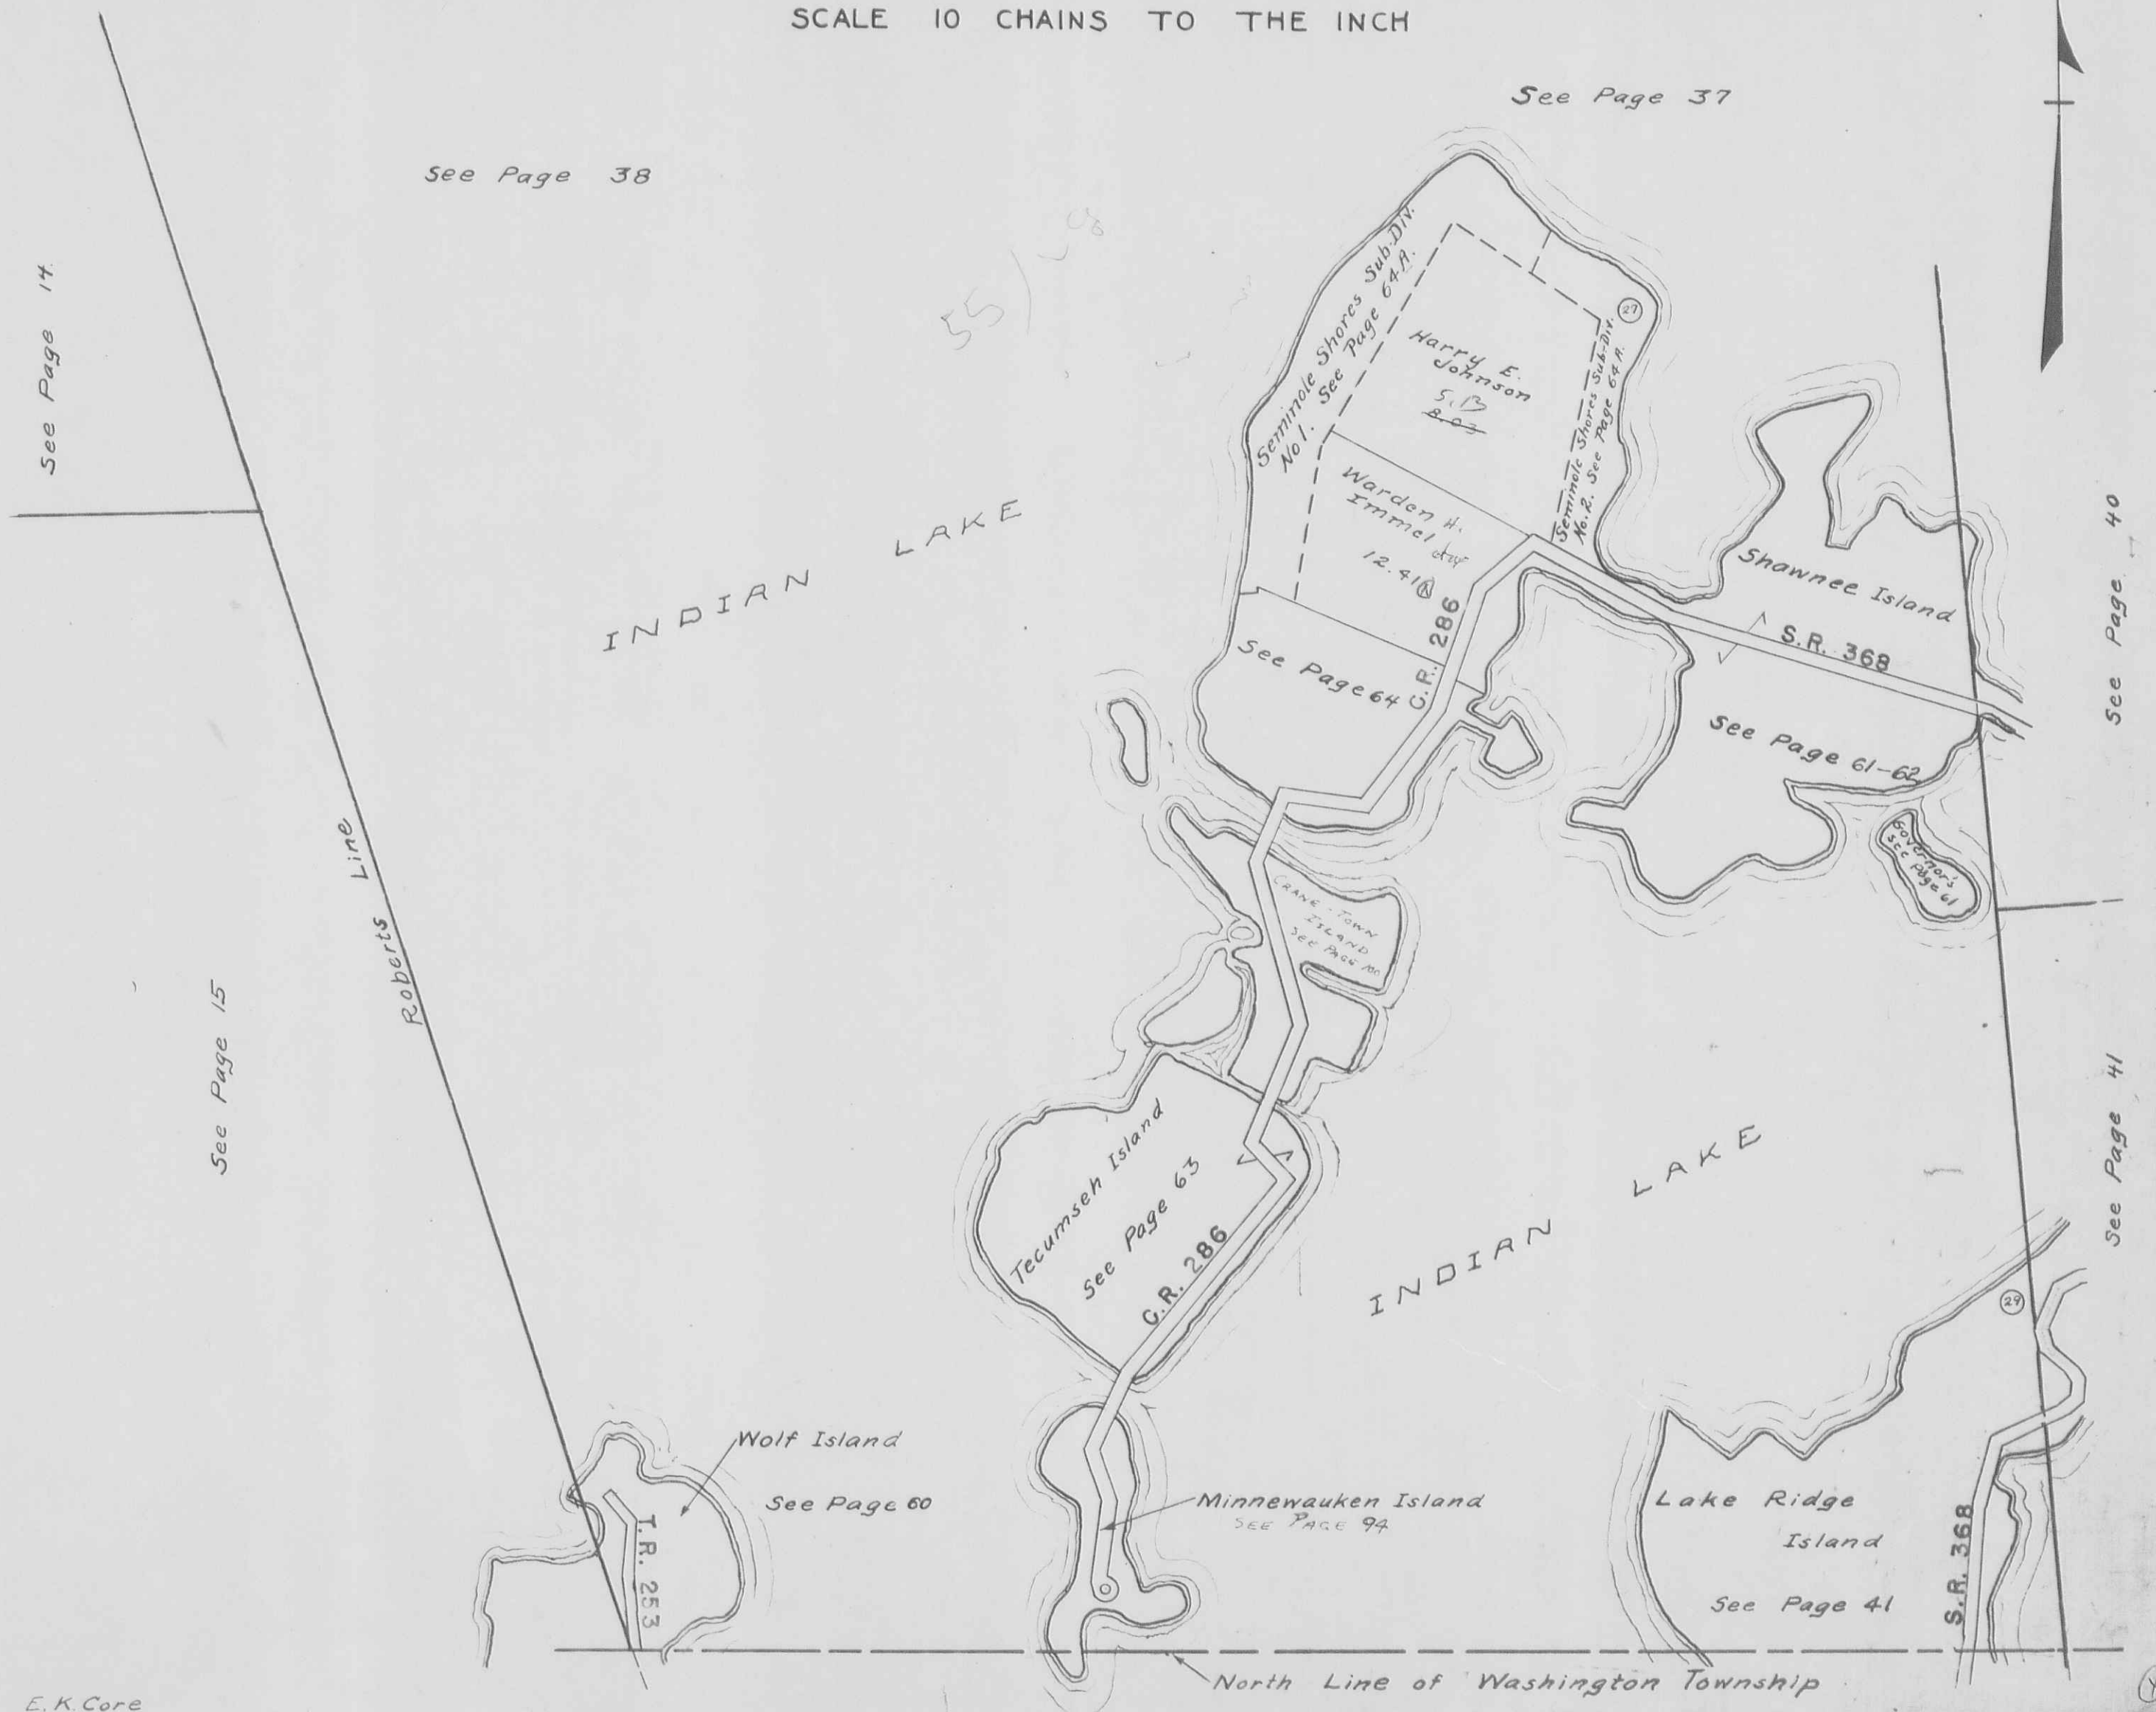 SCALE 10 CHAINS TO THE INCH
See Page 37
See Page 38
See Page 14
55/
Seminole Shores Sub-Div.
No 1. See Page 64A.
27
Harry E.
Johnson
Seminole Shores Sub-Div.
No. 2. See Page 64A.
Warden H.
Immel
12.41
INDIAN LAKE
Shawnee Island
S.R. 368
See Page 40
C.R. 286
See Page 64
See Page 61-62
Governor's
See Page 61
Roberts Line
CRANE-TOWN
ISLAND
SEE PAGE 100
See Page 15
Tecumseh Island
See Page 63
C.R. 286
INDIAN LAKE
See Page 41
29
Wolf Island
See Page 60
T.R. 253
Minnewauken Island
SEE PAGE 94
Lake Ridge
Island
See Page 41
S.R. 368
North Line of Washington Township
E.K. Core